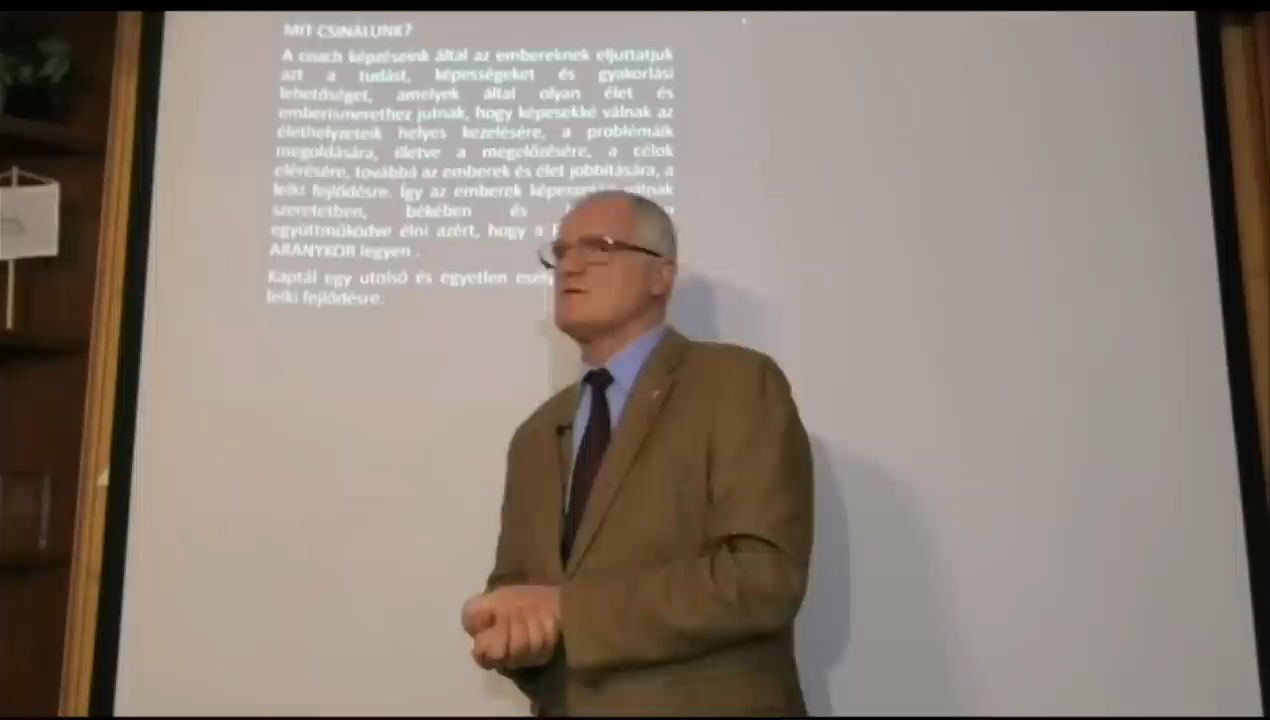 MIT CSINÁLUNK?
A coach képzéseink által az embereknek eljuttatjuk
azt a tudást, képességeket és gyakorlási
lehetőséget, amelyek által olyan élet és
emberismerethez jutnak, hogy képesekké válnak az
élethelyzeteik helyes kezelésére, a problémáik
megoldására, illetve a megelőzésére, a célok
elérésére, továbbá az emberek és élet jobbítására, a
lelki fejlődésre. Így az emberek válnak
szeretetben, békében és
együttműködve élni azért, hogy a
ARANYKOR legyen .
Kaptál egy utolsó és egyetlen
lelki fejlődésre.